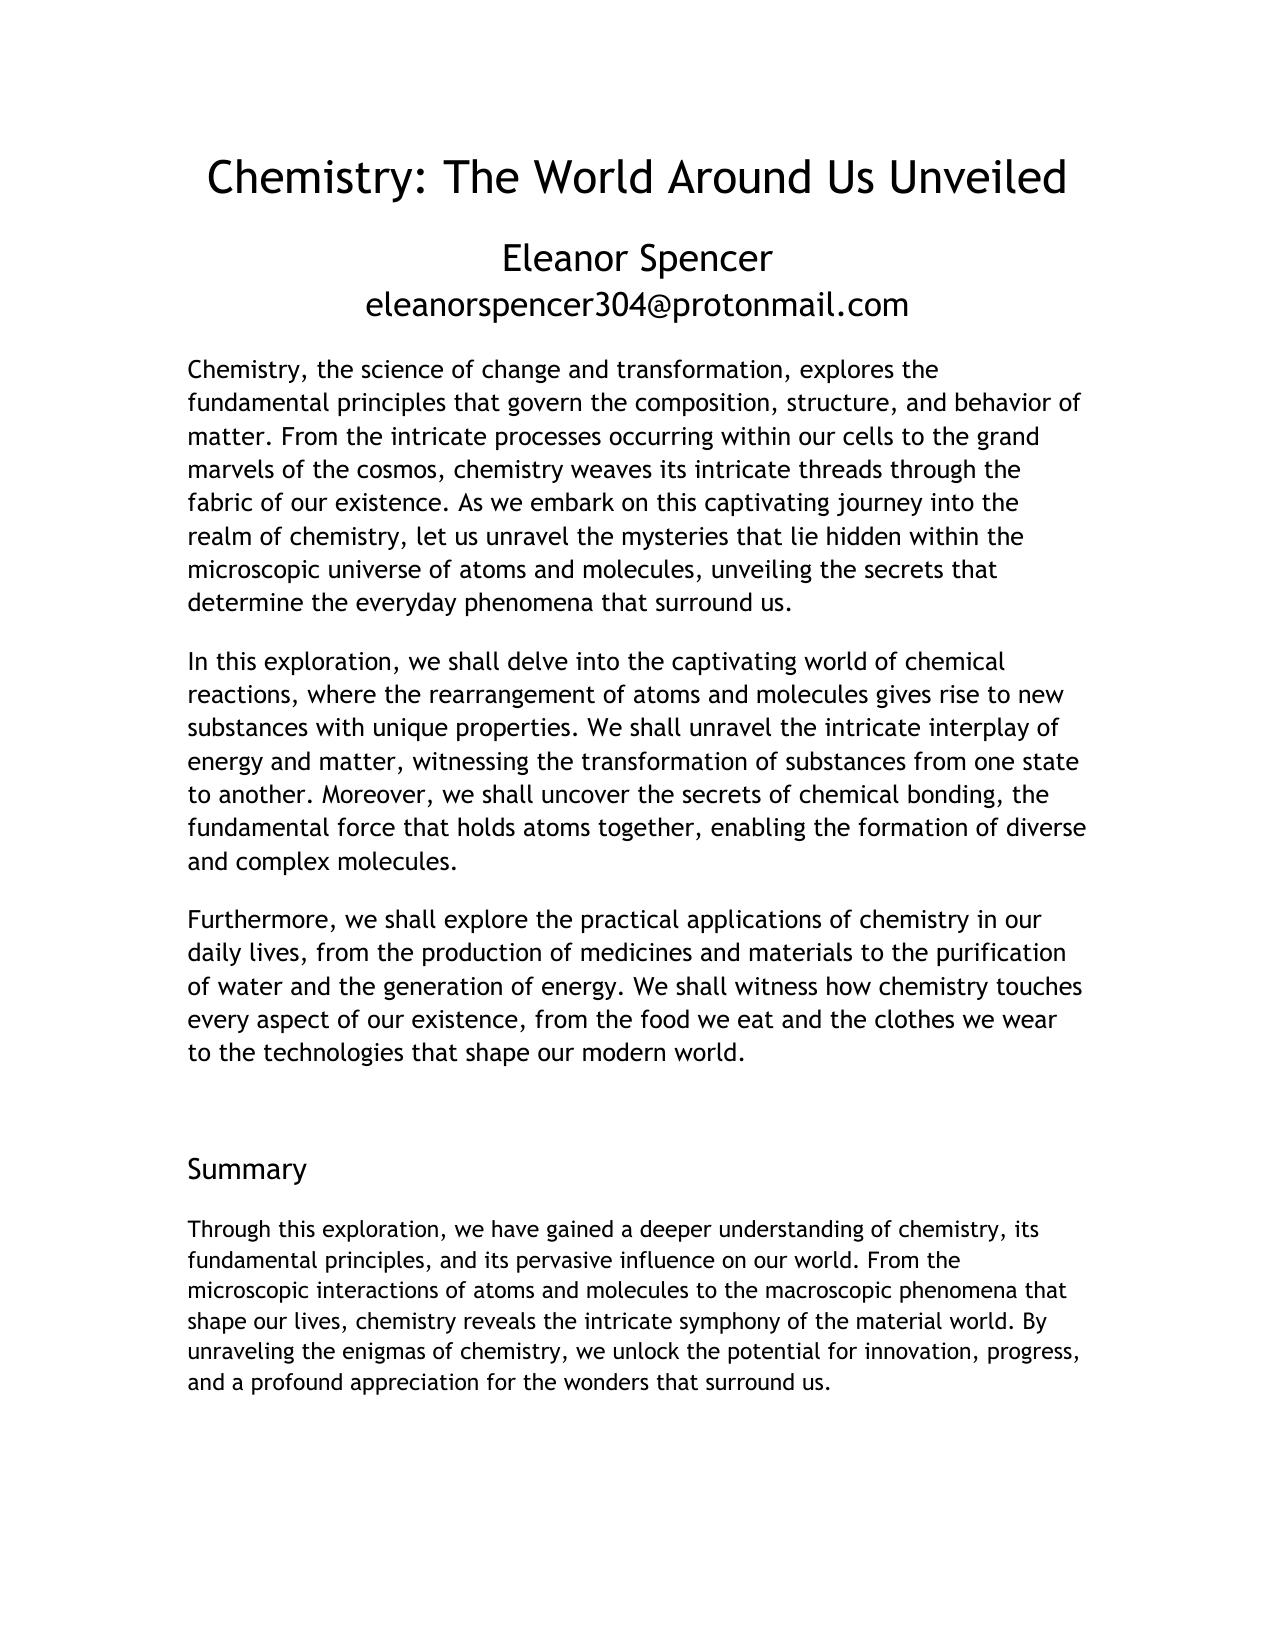 Chemistry: The World Around Us Unveiled
Eleanor Spencer
eleanorspencer304@protonmail.com
Chemistry, the science of change and transformation, explores the
fundamental principles that govern the composition, structure, and behavior of
matter. From the intricate processes occurring within our cells to the grand
marvels of the cosmos, chemistry weaves its intricate threads through the
fabric of our existence. As we embark on this captivating journey into the
realm of chemistry, let us unravel the mysteries that lie hidden within the
microscopic universe of atoms and molecules, unveiling the secrets that
determine the everyday phenomena that surround us.
In this exploration, we shall delve into the captivating world of chemical
reactions, where the rearrangement of atoms and molecules gives rise to new
substances with unique properties. We shall unravel the intricate interplay of
energy and matter, witnessing the transformation of substances from one state
to another. Moreover, we shall uncover the secrets of chemical bonding, the
fundamental force that holds atoms together, enabling the formation of diverse
and complex molecules.
Furthermore, we shall explore the practical applications of chemistry in our
daily lives, from the production of medicines and materials to the purification
of water and the generation of energy. We shall witness how chemistry touches
every aspect of our existence, from the food we eat and the clothes we wear
to the technologies that shape our modern world.
Summary
Through this exploration, we have gained a deeper understanding of chemistry, its
fundamental principles, and its pervasive influence on our world. From the
microscopic interactions of atoms and molecules to the macroscopic phenomena that
shape our lives, chemistry reveals the intricate symphony of the material world. By
unraveling the enigmas of chemistry, we unlock the potential for innovation, progress,
and a profound appreciation for the wonders that surround us.